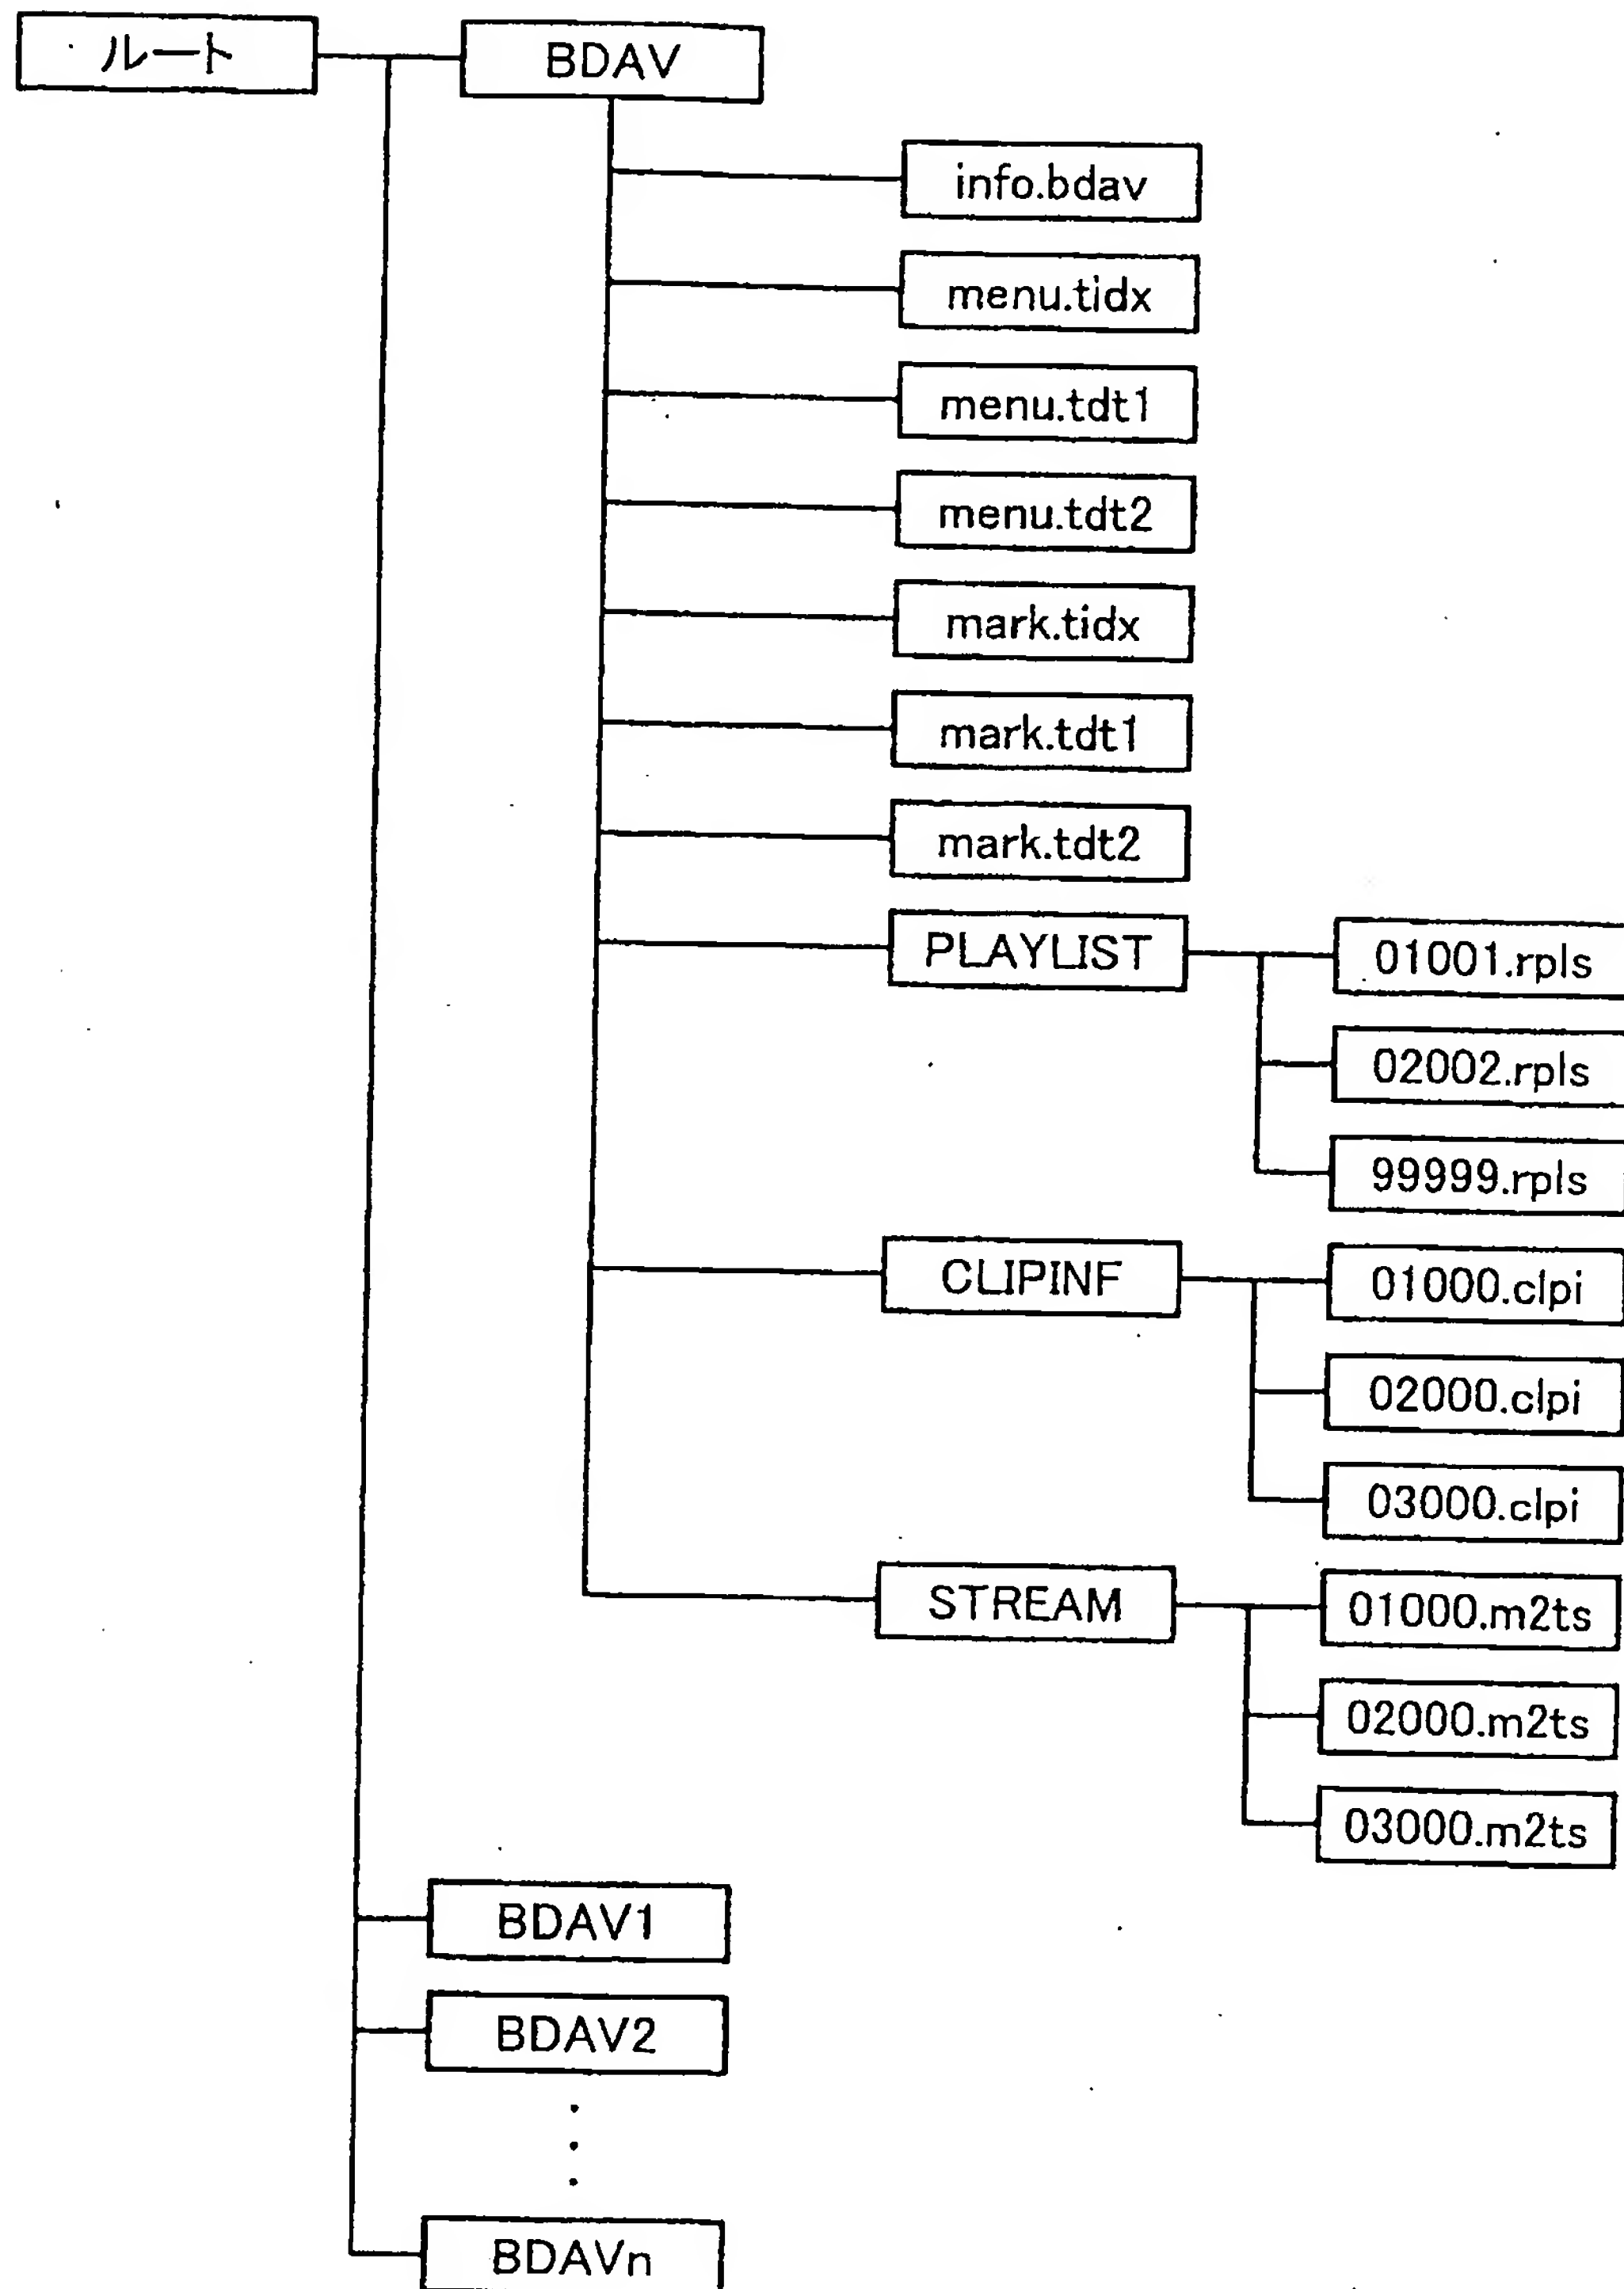 ルート
BDAV
info.bdav
menu.tidx
menu.tdt1
menu.tdt2
mark.tidx
mark.tdt1
mark.tdt2
PLAYLIST
01001.rpls
02002.rpls
99999.rpls
CLIPINF
01000.clpi
02000.clpi
03000.clpi
STREAM
01000.m2ts
02000.m2ts
03000.m2ts
BDAV1
BDAV2
BDAVn